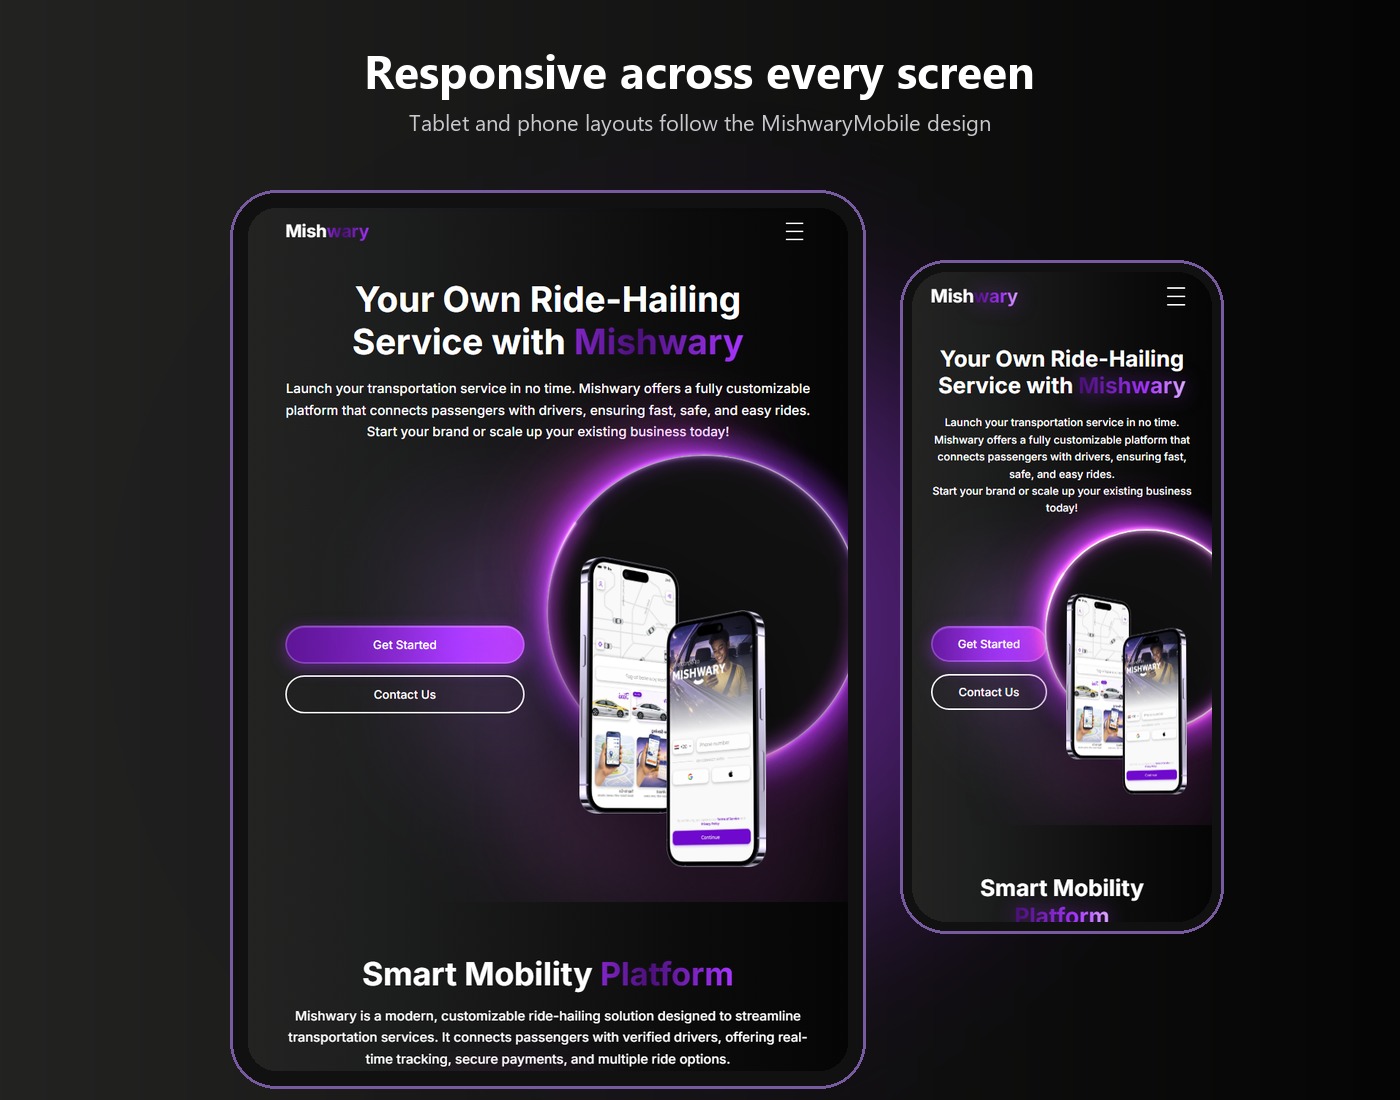 Responsive across every screen
Tablet and phone layouts follow the MishwaryMobile design
Mishwary
Your Own Ride-Hailing
Service with Mishwary
Launch your transportation service in no time. Mishwary offers a fully customizable
platform that connects passengers with drivers, ensuring fast, safe, and easy rides.
Start your brand or scale up your existing business today!
Get Started
Contact Us
MISHWARY
Phone number
Continue
Smart Mobility Platform
Mishwary is a modern, customizable ride-hailing solution designed to streamline
transportation services. It connects passengers with verified drivers, offering real-
time tracking, secure payments, and multiple ride options.
Mishwary
Your Own Ride-Hailing
Service with Mishwary
Launch your transportation service in no time.
Mishwary offers a fully customizable platform that
connects passengers with drivers, ensuring fast,
safe, and easy rides.
Start your brand or scale up your existing business
today!
Get Started
Contact Us
MISHWARY
Continue
Smart Mobility
Platform